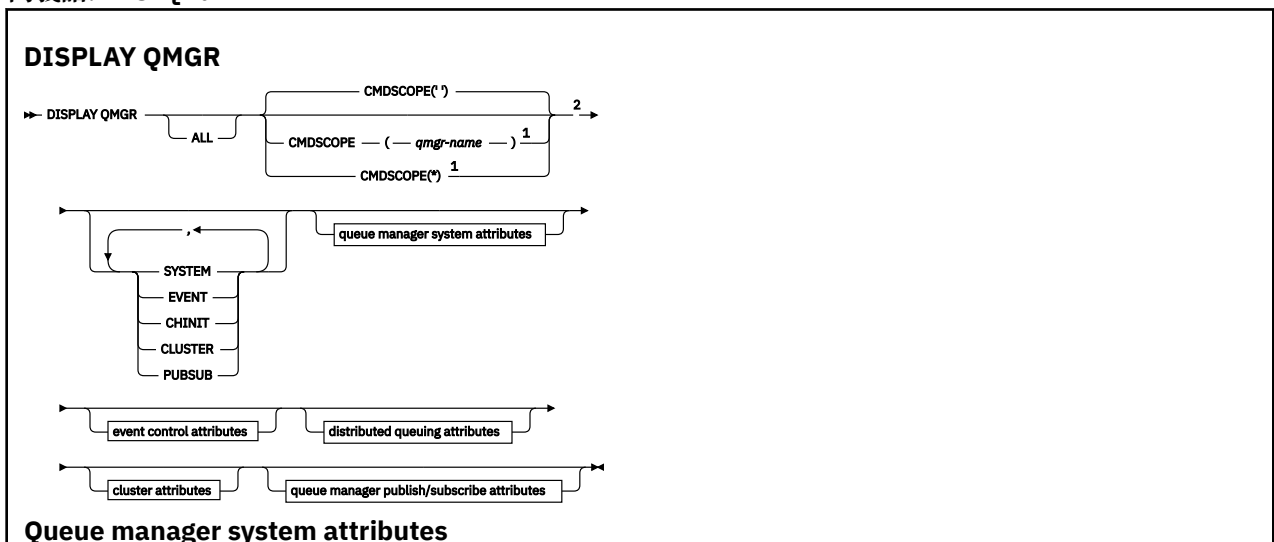 DISPLAY QMGR
CMDSCOPE(' ')
DISPLAY QMGR
ALL
CMDSCOPE ( qmgr-name ) 1
2
CMDSCOPE(*) 1
,
queue manager system attributes
SYSTEM
EVENT
CHINIT
CLUSTER
PUBSUB
event control attributes
distributed queuing attributes
cluster attributes
queue manager publish/subscribe attributes
Queue manager system attributes